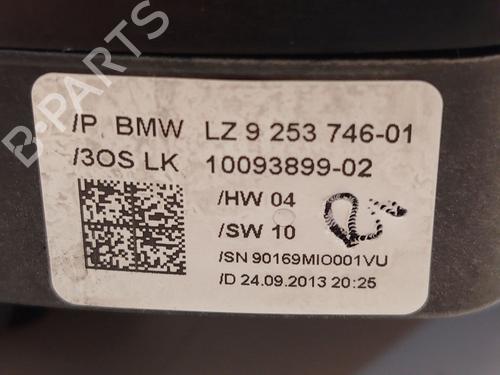 /P BMW LZ 9 253 746-01
/3OS LK 10093899-02
/HW 04
/SW 10
/SN 90169MIO001VU
/D 24.09.2013 20:25